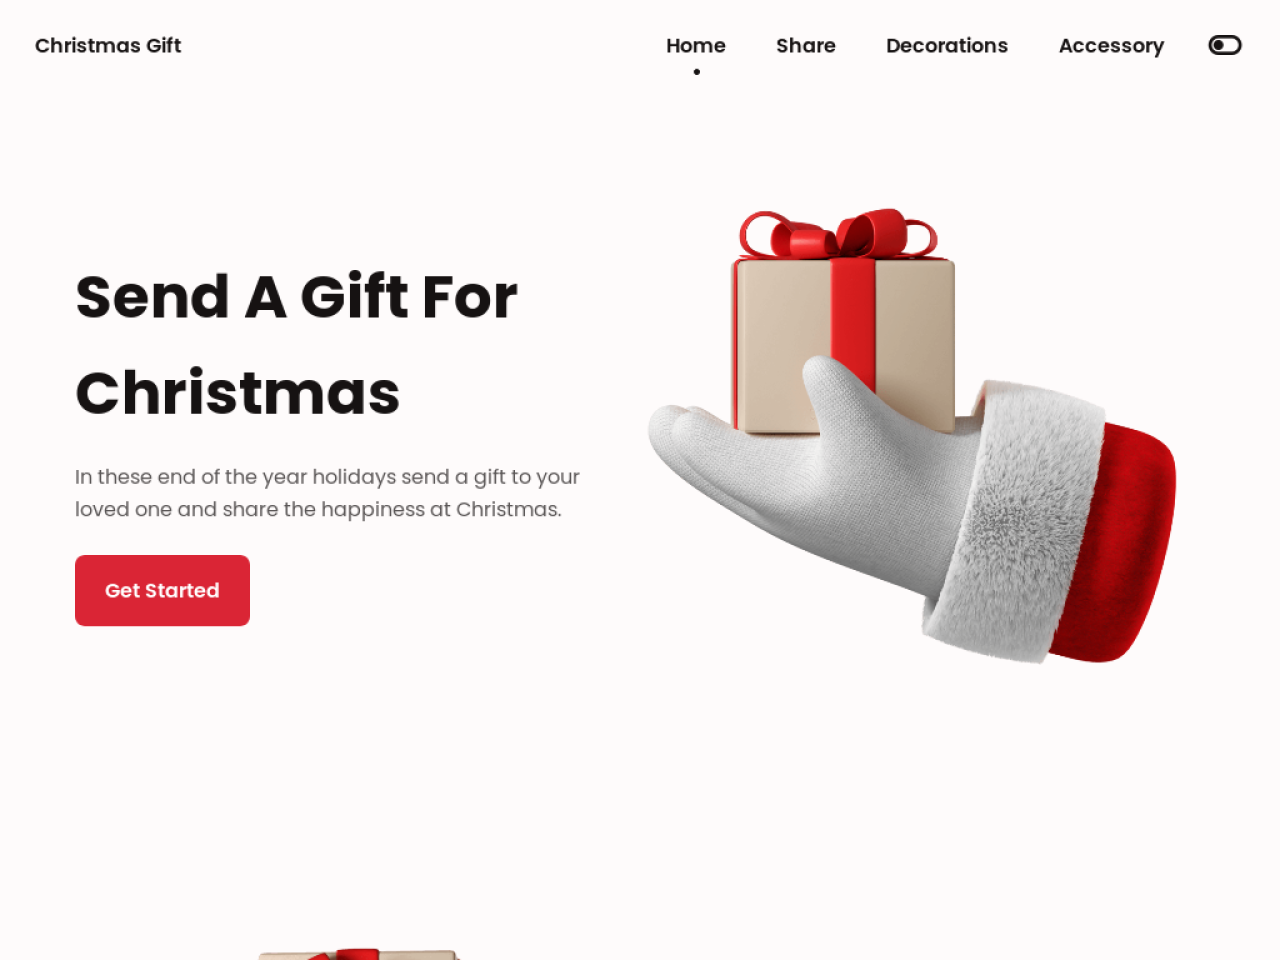 Christmas Gift
Home
Share
Decorations
Accessory
Send A Gift For
Christmas
In these end of the year holidays send a gift to your
loved one and share the happiness at Christmas.
Get Started